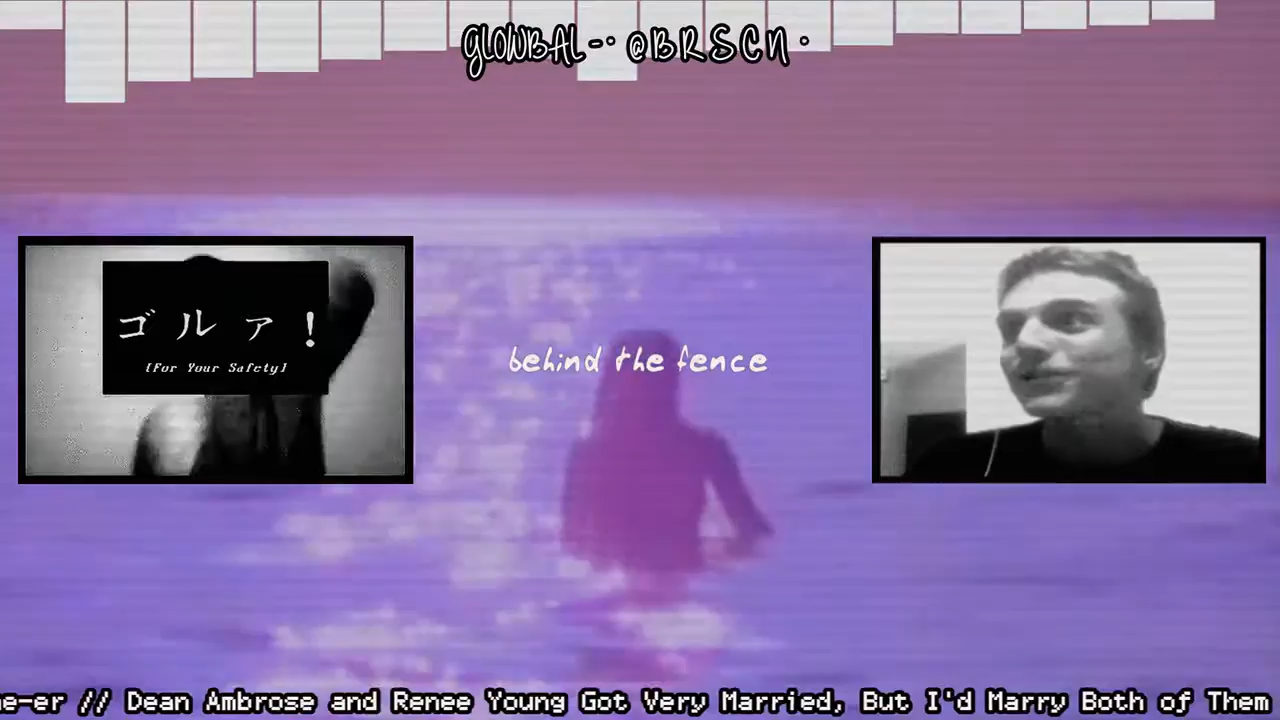 GLOWBAL -· @BRSCN ·
ゴルァ!
[For Your Safety]
behind the fence
e-er // Dean Ambrose and Renee Young Got Very Married, But I'd Marry Both of Them